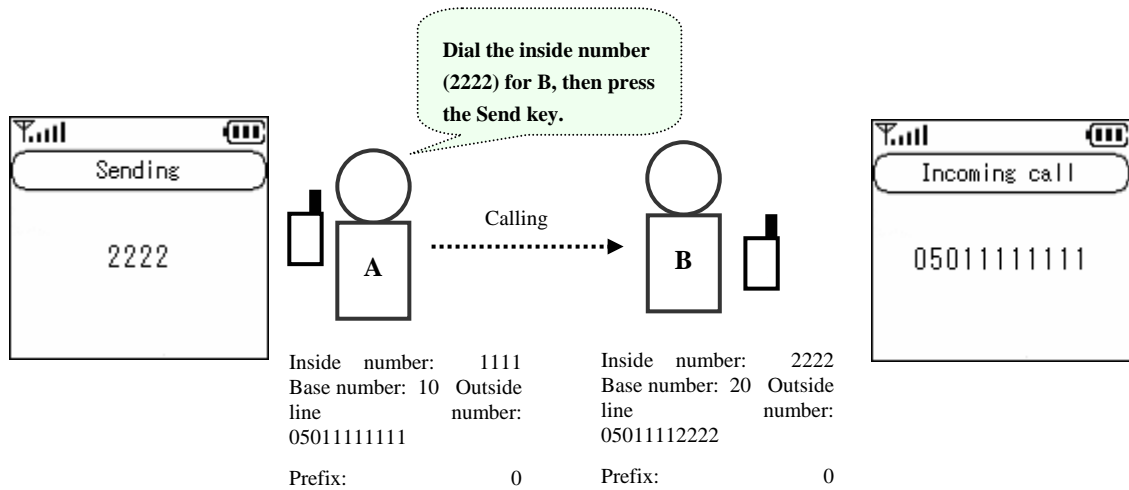 Dial the inside number
(2222) for B, then press
the Send key.
Sending
2222
A
Calling
B
Incoming call
05011111111
Inside number: 1111
Base number: 10 Outside
line number:
05011111111
Prefix: 0
Inside number: 2222
Base number: 20 Outside
line number:
05011112222
Prefix: 0